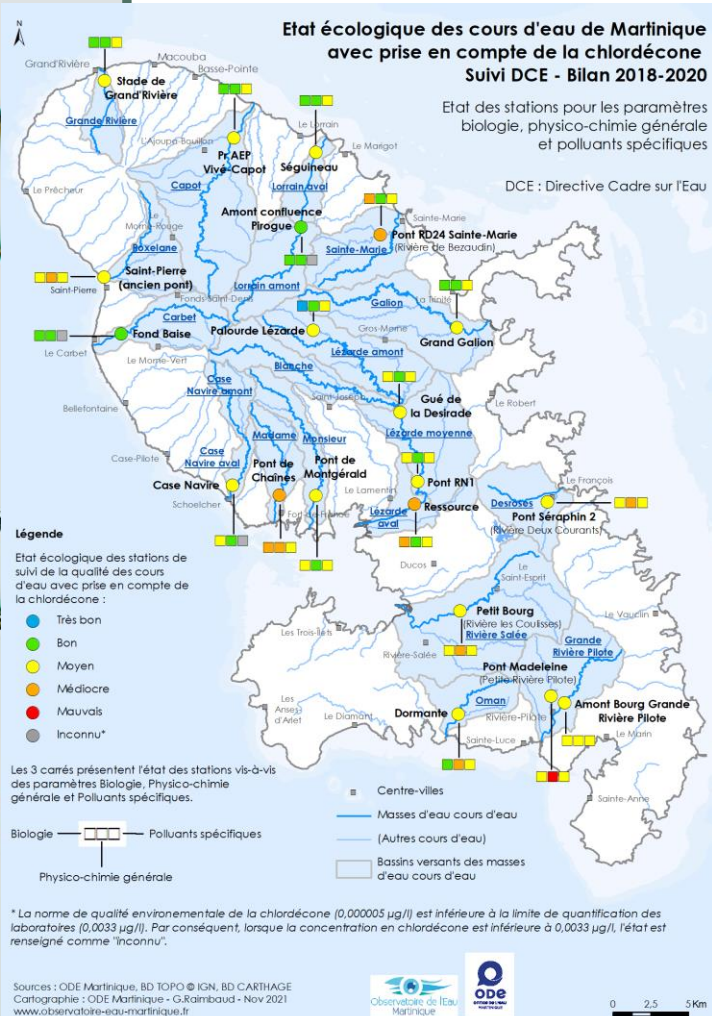 N
Etat écologique des cours d'eau de Martinique
avec prise en compte de la chlordécone
Suivi DCE - Bilan 2018-2020
Etat des stations pour les paramètres
biologie, physico-chimie générale
et polluants spécifiques
DCE : Directive Cadre sur l'Eau
Grand'Rivière
Macouba
Basse-Pointe
Stade de
Grand'Rivière
Grande Rivière
L'Ajoupa-Bouillon
Pr AEP
Vivé-Capot
Le Lorrain
Séguineau
Le Marigot
Le Prêcheur
Capot
Lorrain aval
Le
Morne-Rouge
Amont confluence
Pirogue
Sainte-Marie
Pont RD24 Sainte-Marie
(Rivière de Bezaudin)
Sainte-Marie
Roxelane
Saint-Pierre
(ancien pont)
Saint-Pierre
Fonds-Saint-Denis
Lorrain amont
Galion
La Trinité
Carbet
Fond Baise
Palourde Lézarde
Gros-Morne
Grand Galion
Le Carbet
Le Morne-Vert
Lézarde amont
Blanche
Case
Navire amont
Saint-Joseph
Gué de
la Desirade
Le Robert
Bellefontaine
Lézarde moyenne
Madame
Monsieur
Case-Pilote
Case
Navire aval
Pont de
Chaînes
Pont de
Montgérald
Case Navire
Schoelcher
Fort-de-France
Le Lamentin
Pont RN1
Ressource
Lézarde
aval
Le François
Desroses
Pont Séraphin 2
(Rivière Deux Courants)
Ducos
Le
Saint-Esprit
Petit Bourg
(Rivière les Coulisses)
Rivière Salée
Le Vauclin
Les Trois-Îlets
Rivière-Salée
Grande
Rivière Pilote
Pont Madeleine
(Petite Rivière Pilote)
Les
Anses
d'Arlet
Le Diamant
Dormante
Oman
Rivière-Pilote
Amont Bourg Grande
Rivière Pilote
Sainte-Luce
Le Marin
Sainte-Anne
Légende
Etat écologique des stations de
suivi de la qualité des cours
d'eau avec prise en compte de
la chlordécone :
Très bon
Bon
Moyen
Médiocre
Mauvais
Inconnu*
Les 3 carrés présentent l'état des stations vis-à-vis
des paramètres Biologie, Physico-chimie
générale et Polluants spécifiques.
Biologie
Polluants spécifiques
Physico-chimie générale
Centre-villes
Masses d'eau cours d'eau
(Autres cours d'eau)
Bassins versants des masses
d'eau cours d'eau
* La norme de qualité environementale de la chlordécone (0,000005 µg/l) est inférieure à la limite de quantification des
laboratoires (0,0033 µg/l). Par conséquent, lorsque la concentration en chlordécone est inférieure à 0,0033 µg/l, l'état est
renseigné comme "inconnu".
Sources : ODE Martinique, BD TOPO © IGN, BD CARTHAGE
Cartographie : ODE Martinique - G.Raimbaud - Nov 2021
www.observatoire-eau-martinique.fr
Observatoire de l'Eau
Martinique
ODE
OFFICE DE L'EAU
MARTINIQUE
0 2,5 5 Km